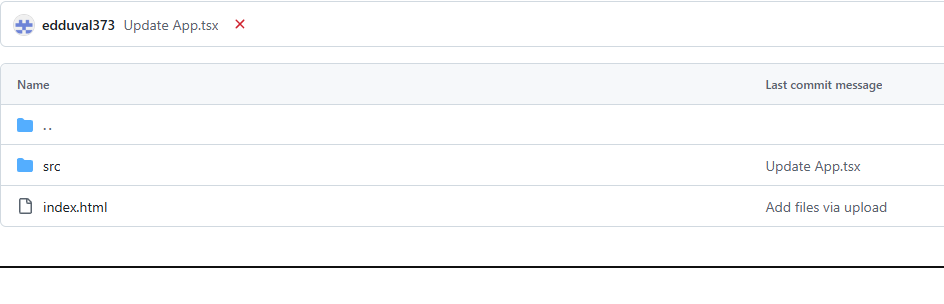 edduval373 Update App.tsx
Name Last commit message
..
src Update App.tsx
index.html Add files via upload